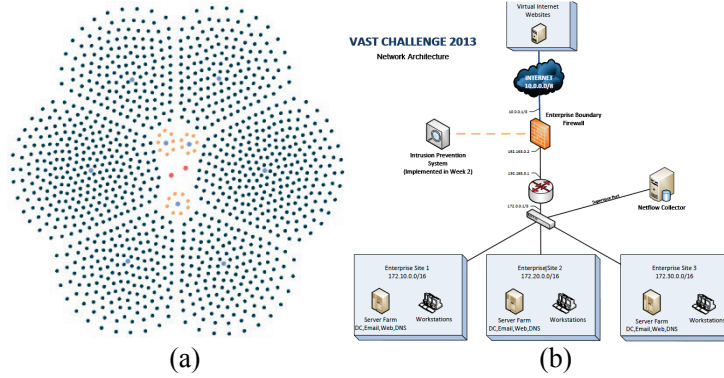 Virtual Internet
Websites
VAST CHALLENGE 2013
Network Architecture
INTERNET
10.0.0.0/8
10.0.0.1/8
Enterprise Boundary
Firewall
Intrusion Prevention
System
(Implemented in Week 2)
192.168.0.2
192.168.0.1
172.0.0.1/8
Netflow Collector
Enterprise Site 1
172.10.0.0/16
Server Farm
DC,Email,Web,DNS
Workstations
Enterprise Site 2
172.20.0.0/16
Server Farm
DC,Email,Web,DNS
Workstations
Enterprise Site 3
172.30.0.0/16
Server Farm
DC,Email,Web,DNS
Workstations
(a)
(b)